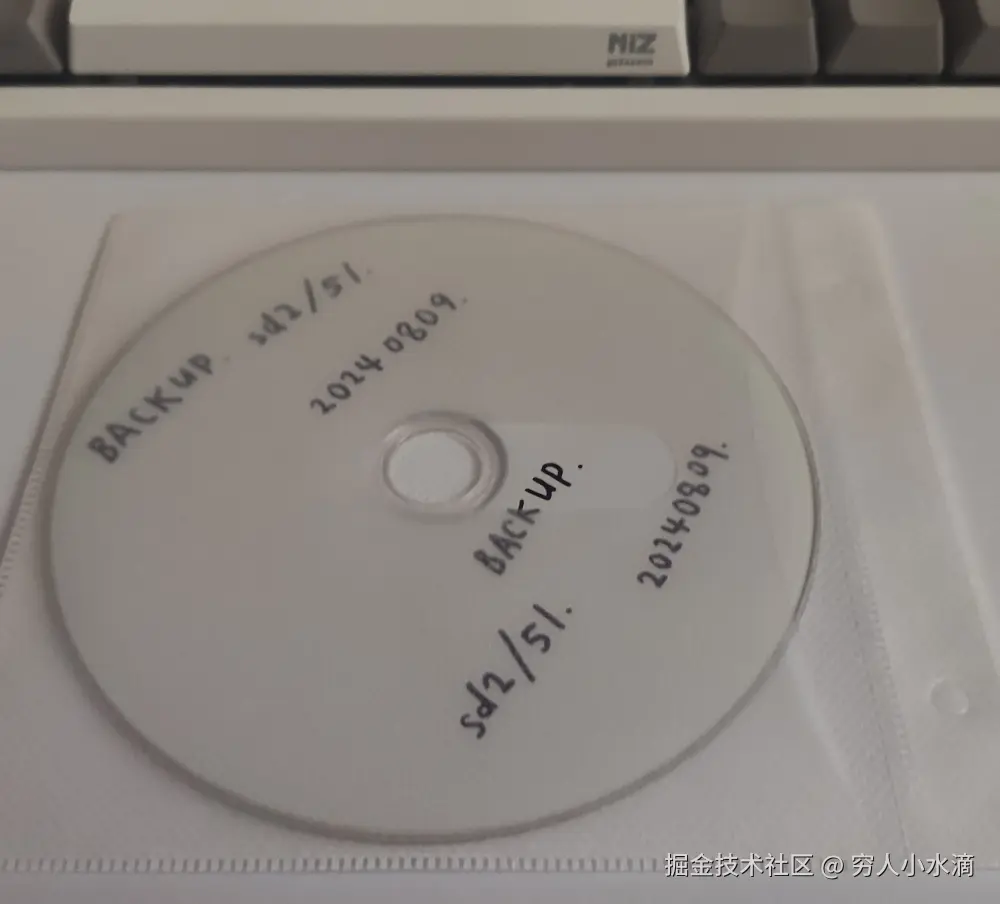 NIZ
BACKUP. sd2/51.
20240809.
BACKUP.
20240809.
sd2/51.
掘金技术社区 @ 穷人小水滴